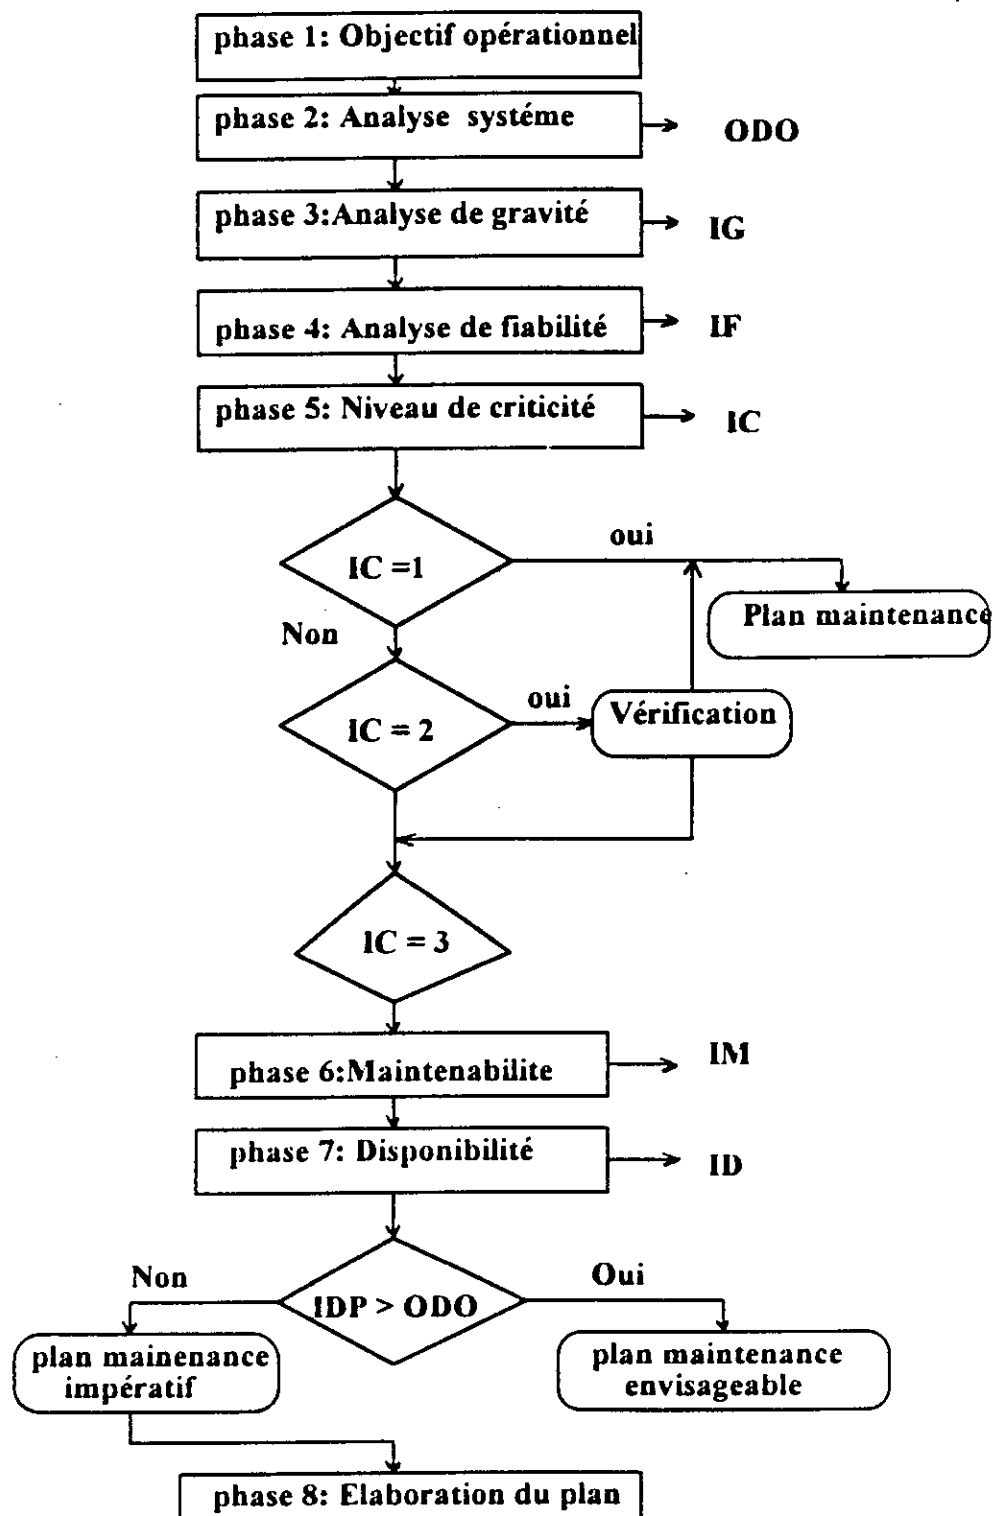 phase 1: Objectif opérationnel
phase 2: Analyse systéme
ODO
phase 3:Analyse de gravité
IG
phase 4: Analyse de fiabilité
IF
phase 5: Niveau de criticité
IC
oui
IC =1
Plan maintenance
Non
oui
Vérification
IC = 2
IC = 3
IM
phase 6:Maintenabilite
phase 7: Disponibilité
ID
Non
Oui
IDP > ODO
plan mainenance
impératif
plan maintenance
envisageable
phase 8: Elaboration du plan